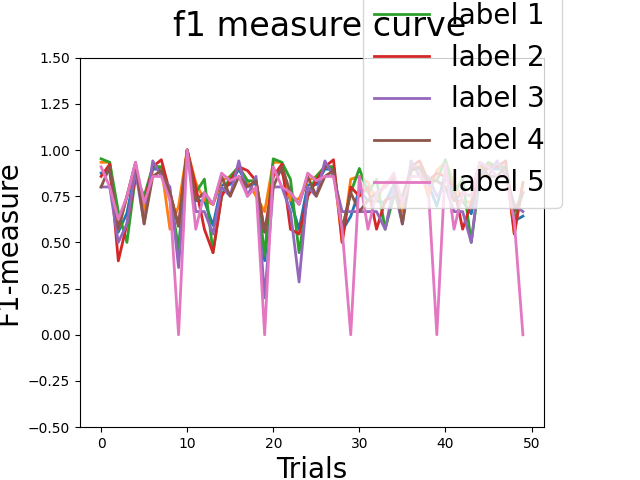 f1 measure curve
label 1
label 2
label 3
label 4
label 5
1.50
1.25
1.00
0.75
0.50
0.25
0.00
−0.25
−0.50
F1-measure
0 10 20 30 40 50
Trials